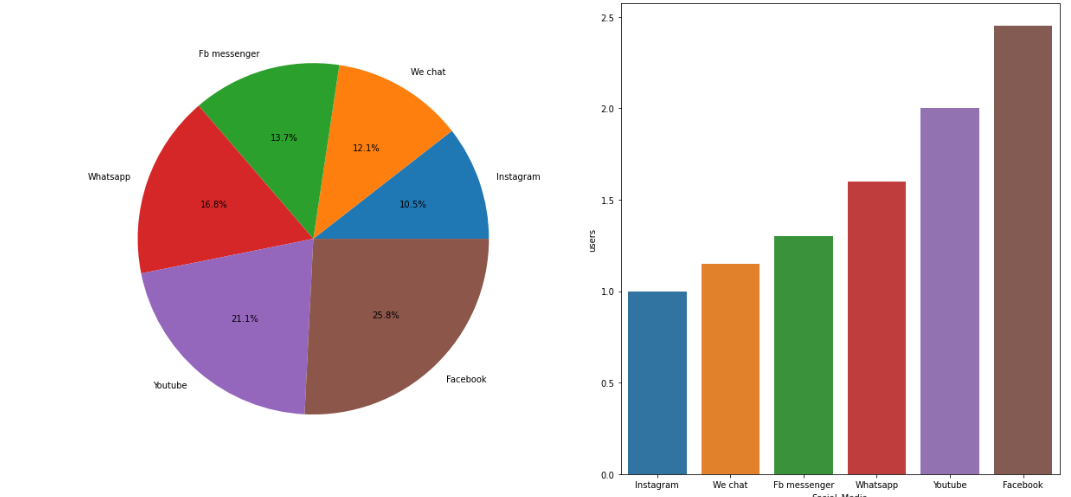 Fb messenger
We chat
13.7%
12.1%
Whatsapp
Instagram
16.8%
10.5%
21.1%
25.8%
Youtube
Facebook
2.5
2.0
1.5
users
1.0
0.5
0.0
Instagram
We chat
Fb messenger
Whatsapp
Youtube
Facebook
Social Media